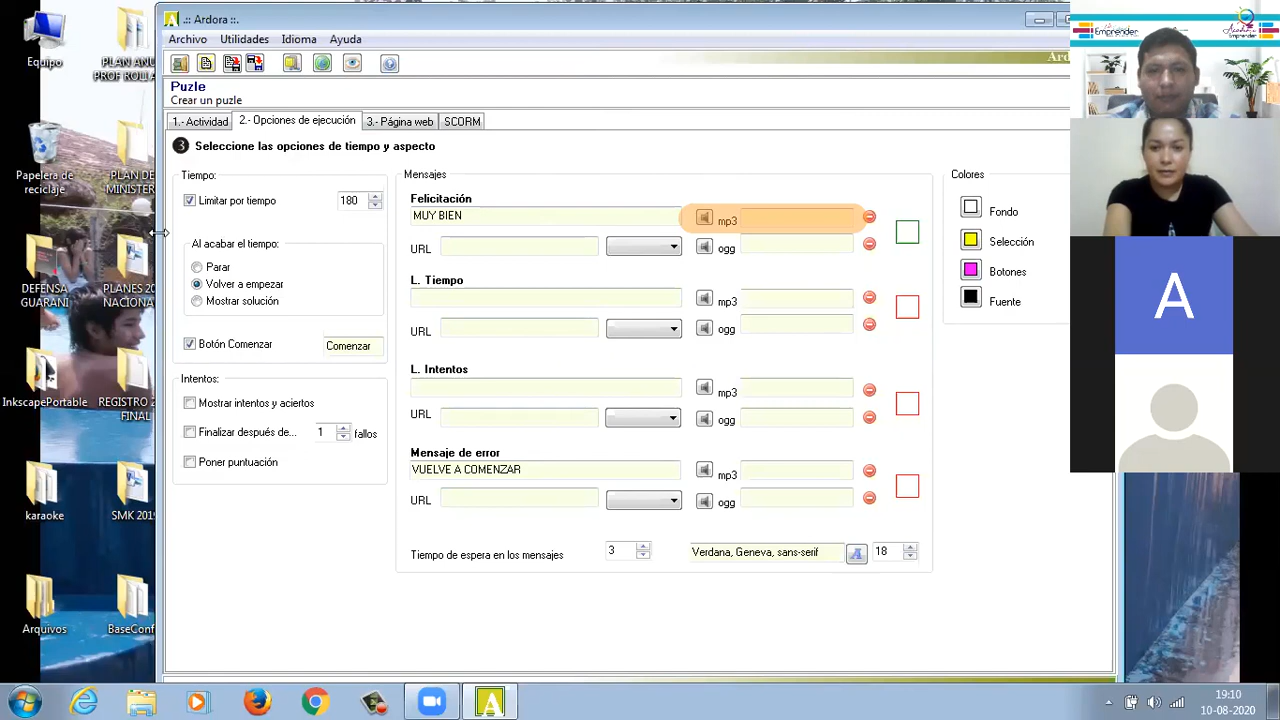 .:: Ardora ::.
Archivo Utilidades Idioma Ayuda
Puzle
Crear un puzle
1.- Actividad 2.- Opciones de ejecución 3.- Página web SCORM
3 Seleccione las opciones de tiempo y aspecto
Tiempo:
Limitar por tiempo 180
Al acabar el tiempo:
Parar
Volver a empezar
Mostrar solución
Botón Comenzar Comenzar
Intentos:
Mostrar intentos y aciertos
Finalizar después de... 1 fallos
Poner puntuación
Mensajes
Felicitación
MUY BIEN mp3
URL ogg
L. Tiempo
mp3
URL ogg
L. Intentos
mp3
URL ogg
Mensaje de error
VUELVE A COMENZAR mp3
URL ogg
Tiempo de espera en los mensajes 3 Verdana, Geneva, sans-serif A 18
Colores
Fondo
Selección
Botones
Fuente
Equipo
Papelera de reciclaje
DEFENSA GUARANI
InkscapePortable
karaoke
Arquivos
PLAN ANU
PROF ROLI
PLAN DE
MINISTER
PLANES 20
NACIONA
REGISTRO 2
FINAL
SMK 2019
BaseConf
Emprender
Emprender
A
19:10
10-08-2020